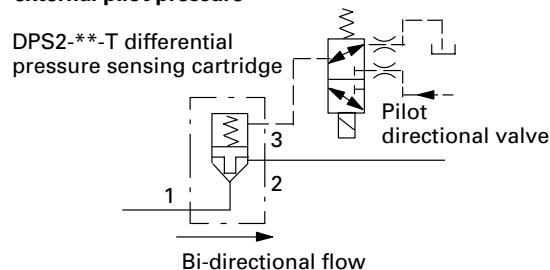 external pilot pressure
DPS2-**-T differential
pressure sensing cartridge
Pilot
directional valve
3
2
1
Bi-directional flow